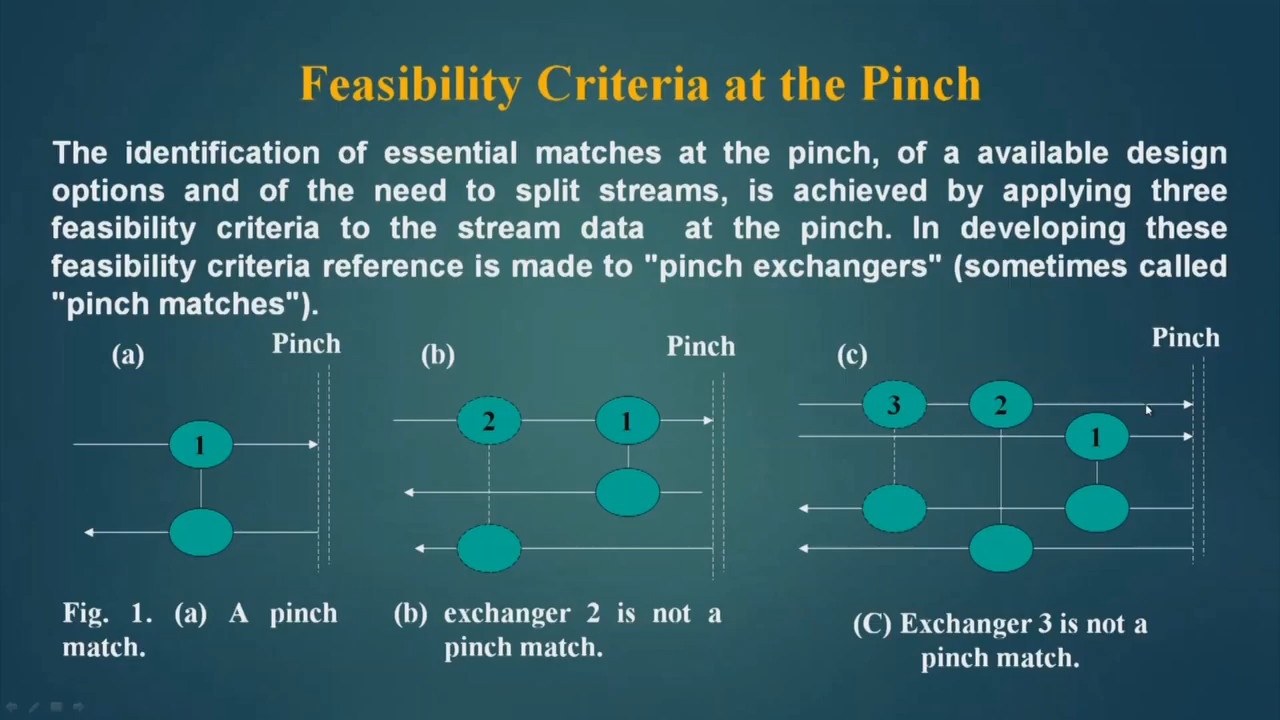 Feasibility Criteria at the Pinch
The identification of essential matches at the pinch, of a available design
options and of the need to split streams, is achieved by applying three
feasibility criteria to the stream data at the pinch. In developing these
feasibility criteria reference is made to "pinch exchangers" (sometimes called
"pinch matches").
(a)
Pinch
1
Fig. 1. (a) A pinch
match.
(b)
Pinch
2
1
(b) exchanger 2 is not a
pinch match.
(c)
Pinch
3
2
1
(C) Exchanger 3 is not a
pinch match.